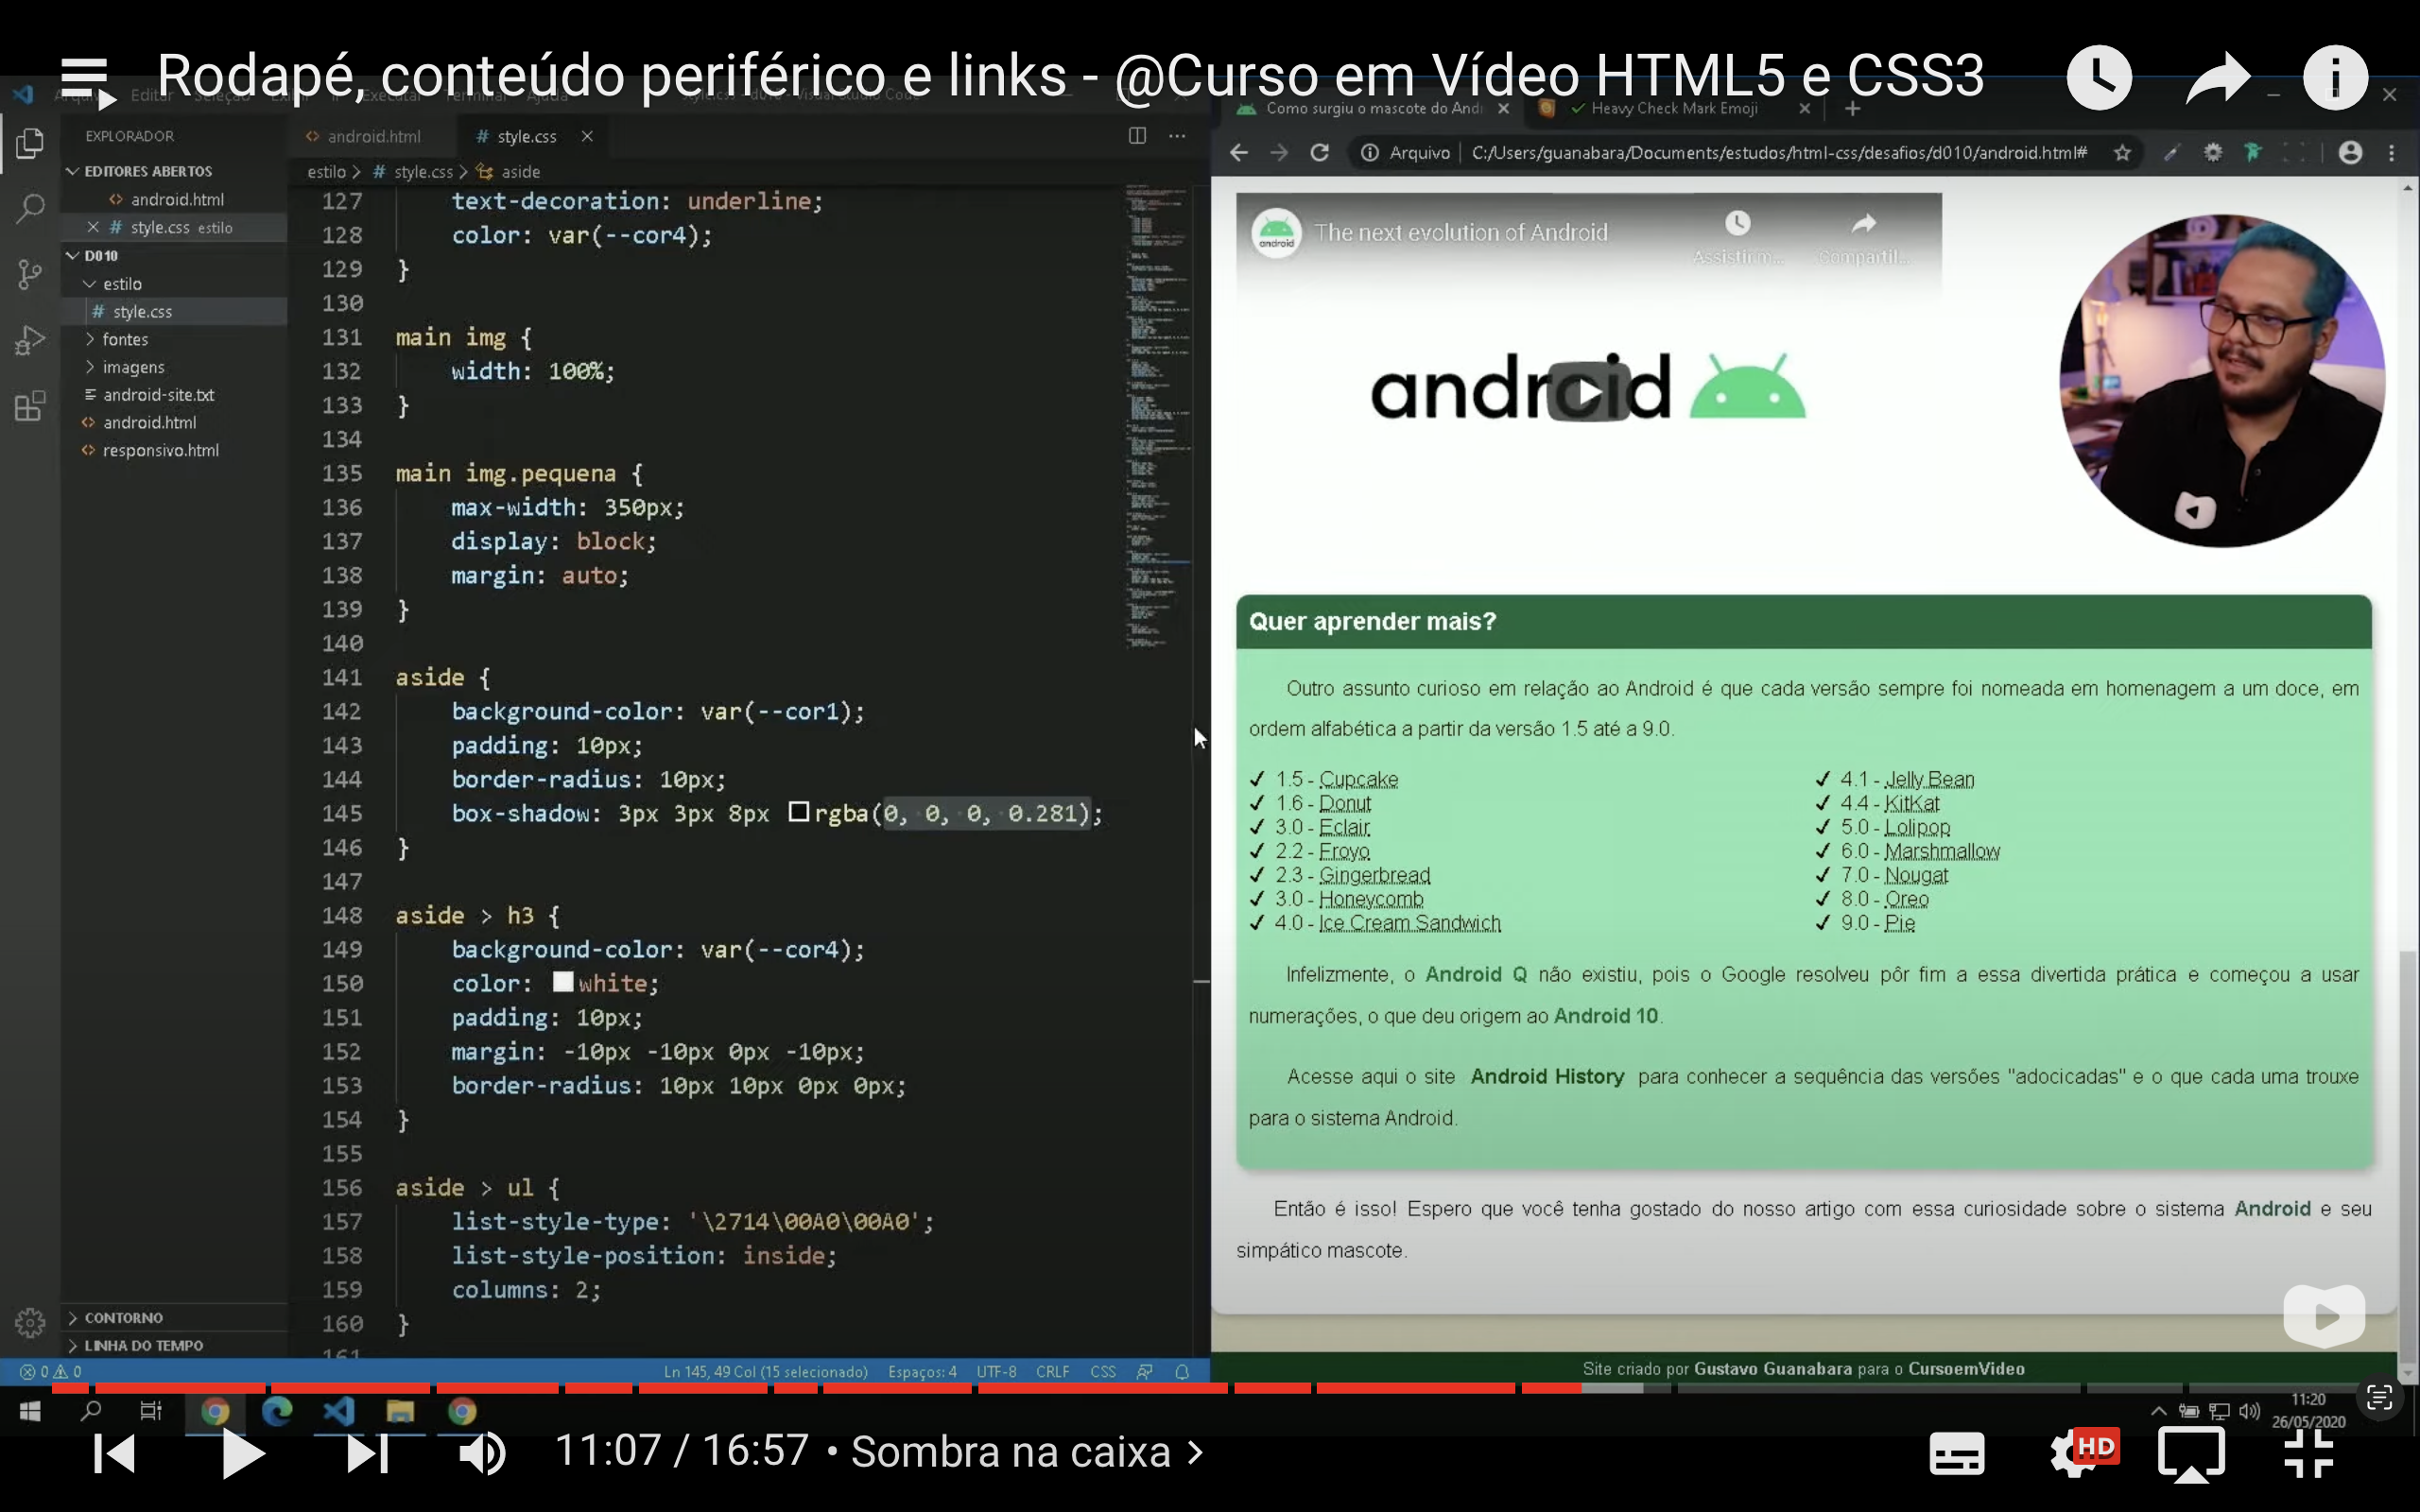 Rodapé, conteúdo periférico e links - @Curso em Vídeo HTML5 e CSS3
EXPLORADOR
EDITORES ABERTOS
<> android.html
# style.css estilo
D010
estilo
# style.css
fontes
imagens
android-site.txt
<> android.html
<> responsivo.html
CONTORNO
LINHA DO TEMPO
<> android.html
# style.css
estilo > # style.css > aside
127 text-decoration: underline;
128 color: var(--cor4);
129 }
130
131 main img {
132 width: 100%;
133 }
134
135 main img.pequena {
136 max-width: 350px;
137 display: block;
138 margin: auto;
139 }
140
141 aside {
142 background-color: var(--cor1);
143 padding: 10px;
144 border-radius: 10px;
145 box-shadow: 3px 3px 8px rgba(0, 0, 0, 0.281);
146 }
147
148 aside > h3 {
149 background-color: var(--cor4);
150 color: white;
151 padding: 10px;
152 margin: -10px -10px 0px -10px;
153 border-radius: 10px 10px 0px 0px;
154 }
155
156 aside > ul {
157 list-style-type: '\2714\00A0\00A0';
158 list-style-position: inside;
159 columns: 2;
160 }
161
0 0
Ln 145, 49 Col (15 selecionado) Espaços: 4 UTF-8 CRLF CSS
Como surgiu o mascote do And
Heavy Check Mark Emoji
Arquivo | C:/Users/guanabara/Documents/estudos/html-css/desafios/d010/android.html#
android
The next evolution of Android
Assistir m...
Compartil...
android
Quer aprender mais?
Outro assunto curioso em relação ao Android é que cada versão sempre foi nomeada em homenagem a um doce, em
ordem alfabética a partir da versão 1.5 até a 9.0.
✓ 1.5 - Cupcake
✓ 1.6 - Donut
✓ 3.0 - Eclair
✓ 2.2 - Froyo
✓ 2.3 - Gingerbread
✓ 3.0 - Honeycomb
✓ 4.0 - Ice Cream Sandwich
✓ 4.1 - Jelly Bean
✓ 4.4 - KitKat
✓ 5.0 - Lolipop
✓ 6.0 - Marshmallow
✓ 7.0 - Nougat
✓ 8.0 - Oreo
✓ 9.0 - Pie
Infelizmente, o Android Q não existiu, pois o Google resolveu pôr fim a essa divertida prática e começou a usar
numerações, o que deu origem ao Android 10.
Acesse aqui o site Android History para conhecer a sequência das versões "adocicadas" e o que cada uma trouxe
para o sistema Android.
Então é isso! Espero que você tenha gostado do nosso artigo com essa curiosidade sobre o sistema Android e seu
simpático mascote.
Site criado por Gustavo Guanabara para o CursoemVideo
11:20
26/05/2020
11:07 / 16:57 • Sombra na caixa >
HD